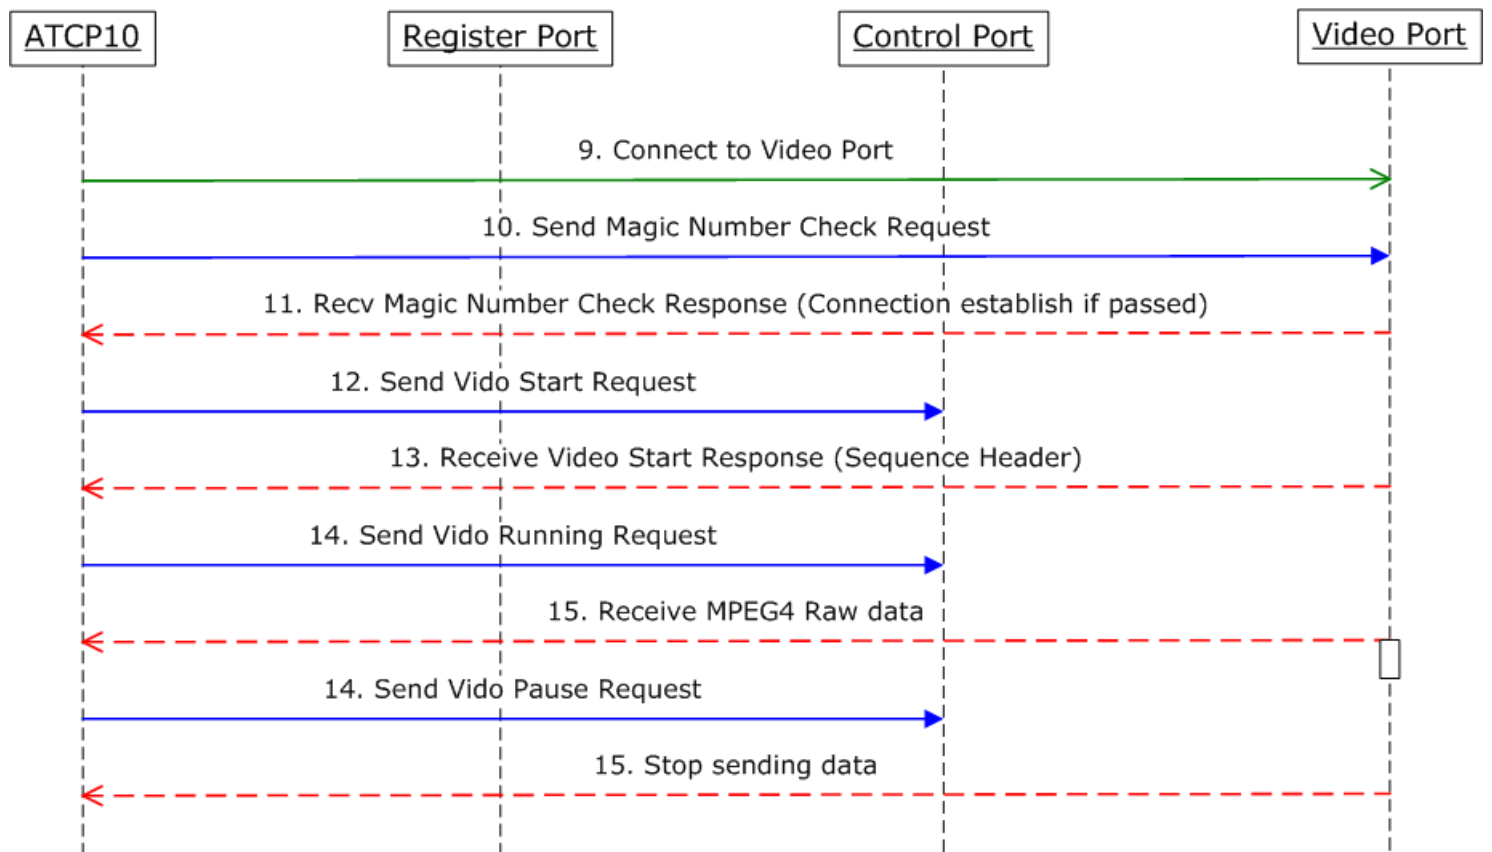 ATCP10
Register Port
Control Port
Video Port
9. Connect to Video Port
10. Send Magic Number Check Request
11. Recv Magic Number Check Response (Connection establish if passed)
12. Send Vido Start Request
13. Receive Video Start Response (Sequence Header)
14. Send Vido Running Request
15. Receive MPEG4 Raw data
14. Send Vido Pause Request
15. Stop sending data